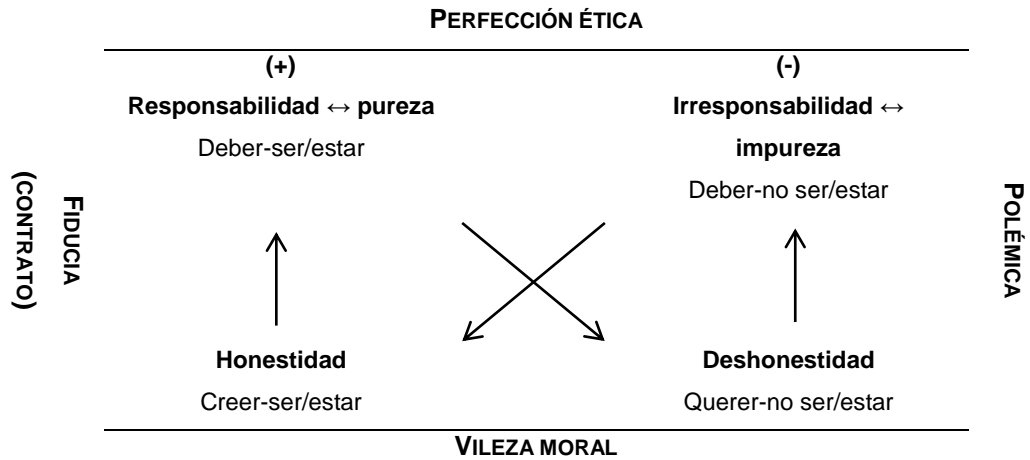 PERFECCIÓN ÉTICA
(+)
(-)
Responsabilidad ↔ pureza
Irresponsabilidad ↔
impureza
Deber-ser/estar
Deber-no ser/estar
FIDUCIA
(CONTRATO)
POLÉMICA
Honestidad
Deshonestidad
Creer-ser/estar
Querer-no ser/estar
VILEZA MORAL